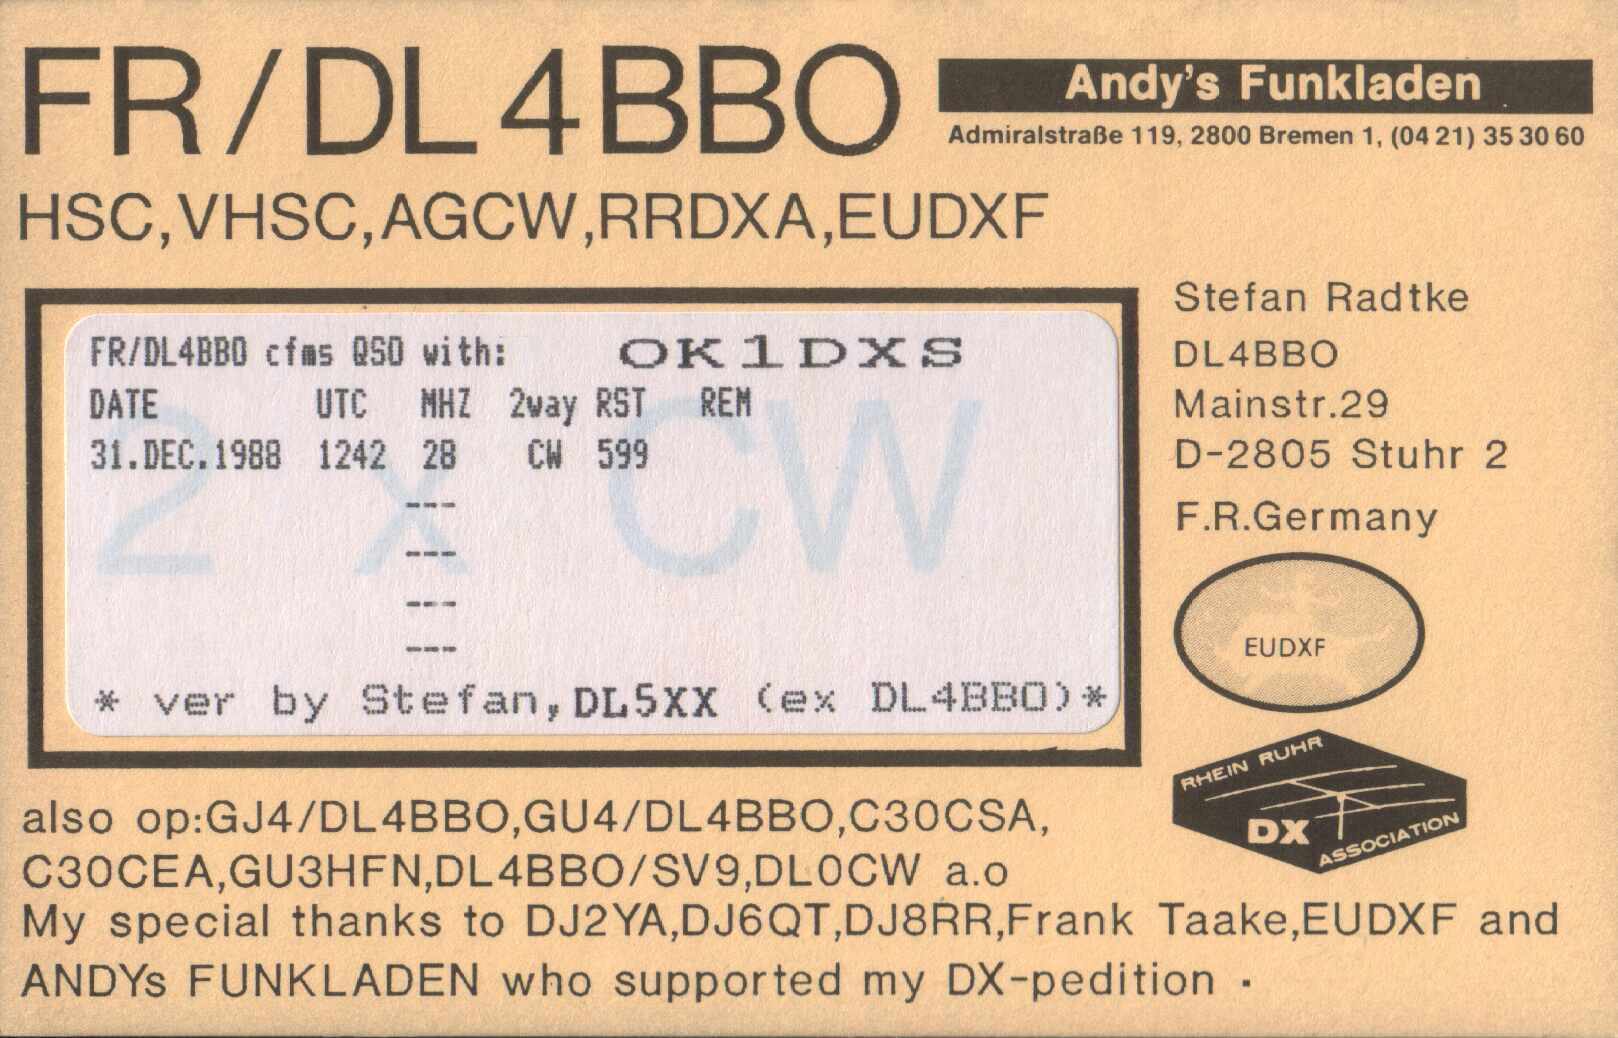 FR/DL4BBO
Andy's Funkladen
Admiralstraße 119, 2800 Bremen 1, (04 21) 35 30 60
HSC,VHSC,AGCW,RRDXA,EUDXF
FR/DL4BBO cfms QSO with: OK1DXS
DATE UTC MHZ 2way RST REM
31.DEC.1988 1242 28 CW 599
---
---
---
---
2 x CW
* ver by Stefan, DL5XX (ex DL4BBO)*
Stefan Radtke
DL4BBO
Mainstr.29
D-2805 Stuhr 2
F.R.Germany
EUDXF
RHEIN RUHR
DX
ASSOCIATION
also op:GJ4/DL4BBO,GU4/DL4BBO,C30CSA,
C30CEA,GU3HFN,DL4BBO/SV9,DL0CW a.o
My special thanks to DJ2YA,DJ6QT,DJ8RR,Frank Taake,EUDXF and
ANDYs FUNKLADEN who supported my DX-pedition .